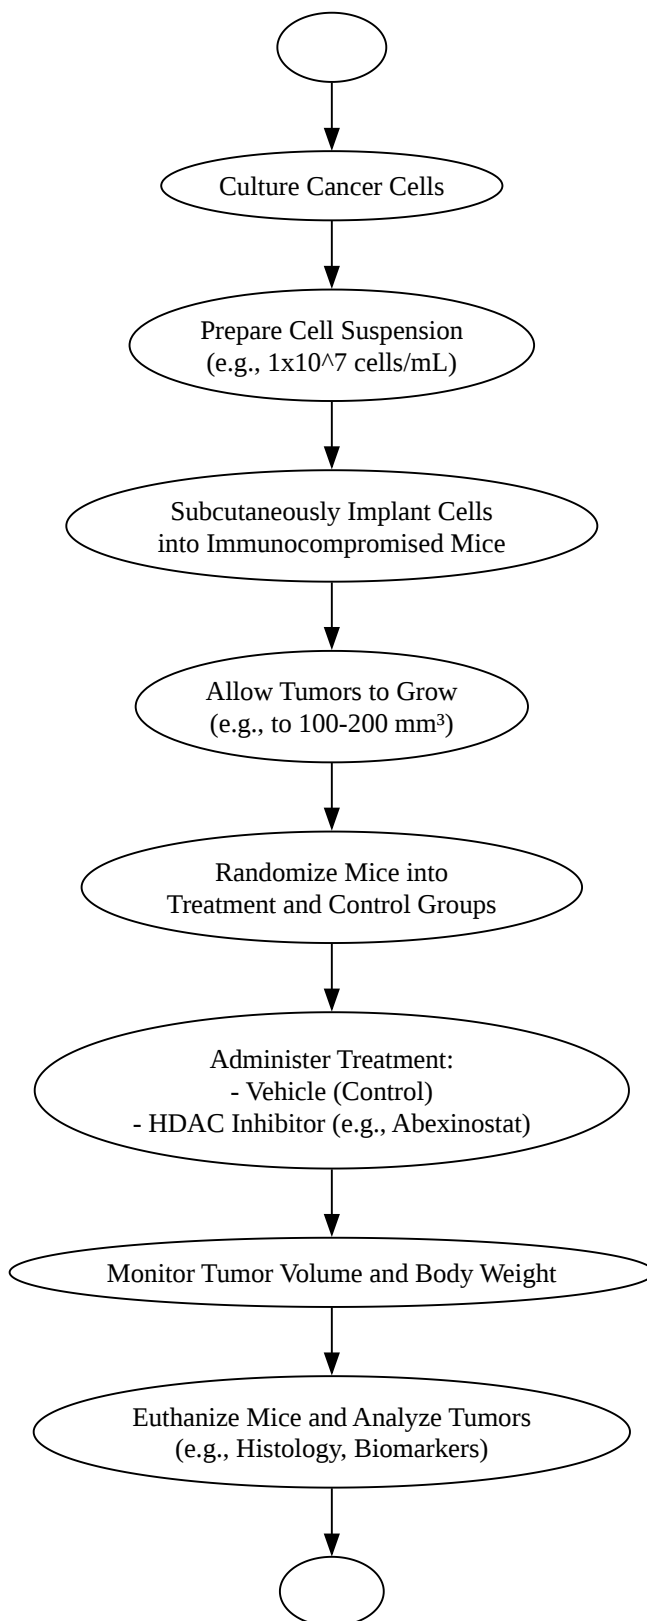 Culture Cancer Cells
Prepare Cell Suspension
(e.g., 1x10^7 cells/mL)
Subcutaneously Implant Cells
into Immunocompromised Mice
Allow Tumors to Grow
(e.g., to 100-200 mm³)
Randomize Mice into
Treatment and Control Groups
Administer Treatment:
- Vehicle (Control)
- HDAC Inhibitor (e.g., Abexinostat)
Monitor Tumor Volume and Body Weight
Euthanize Mice and Analyze Tumors
(e.g., Histology, Biomarkers)